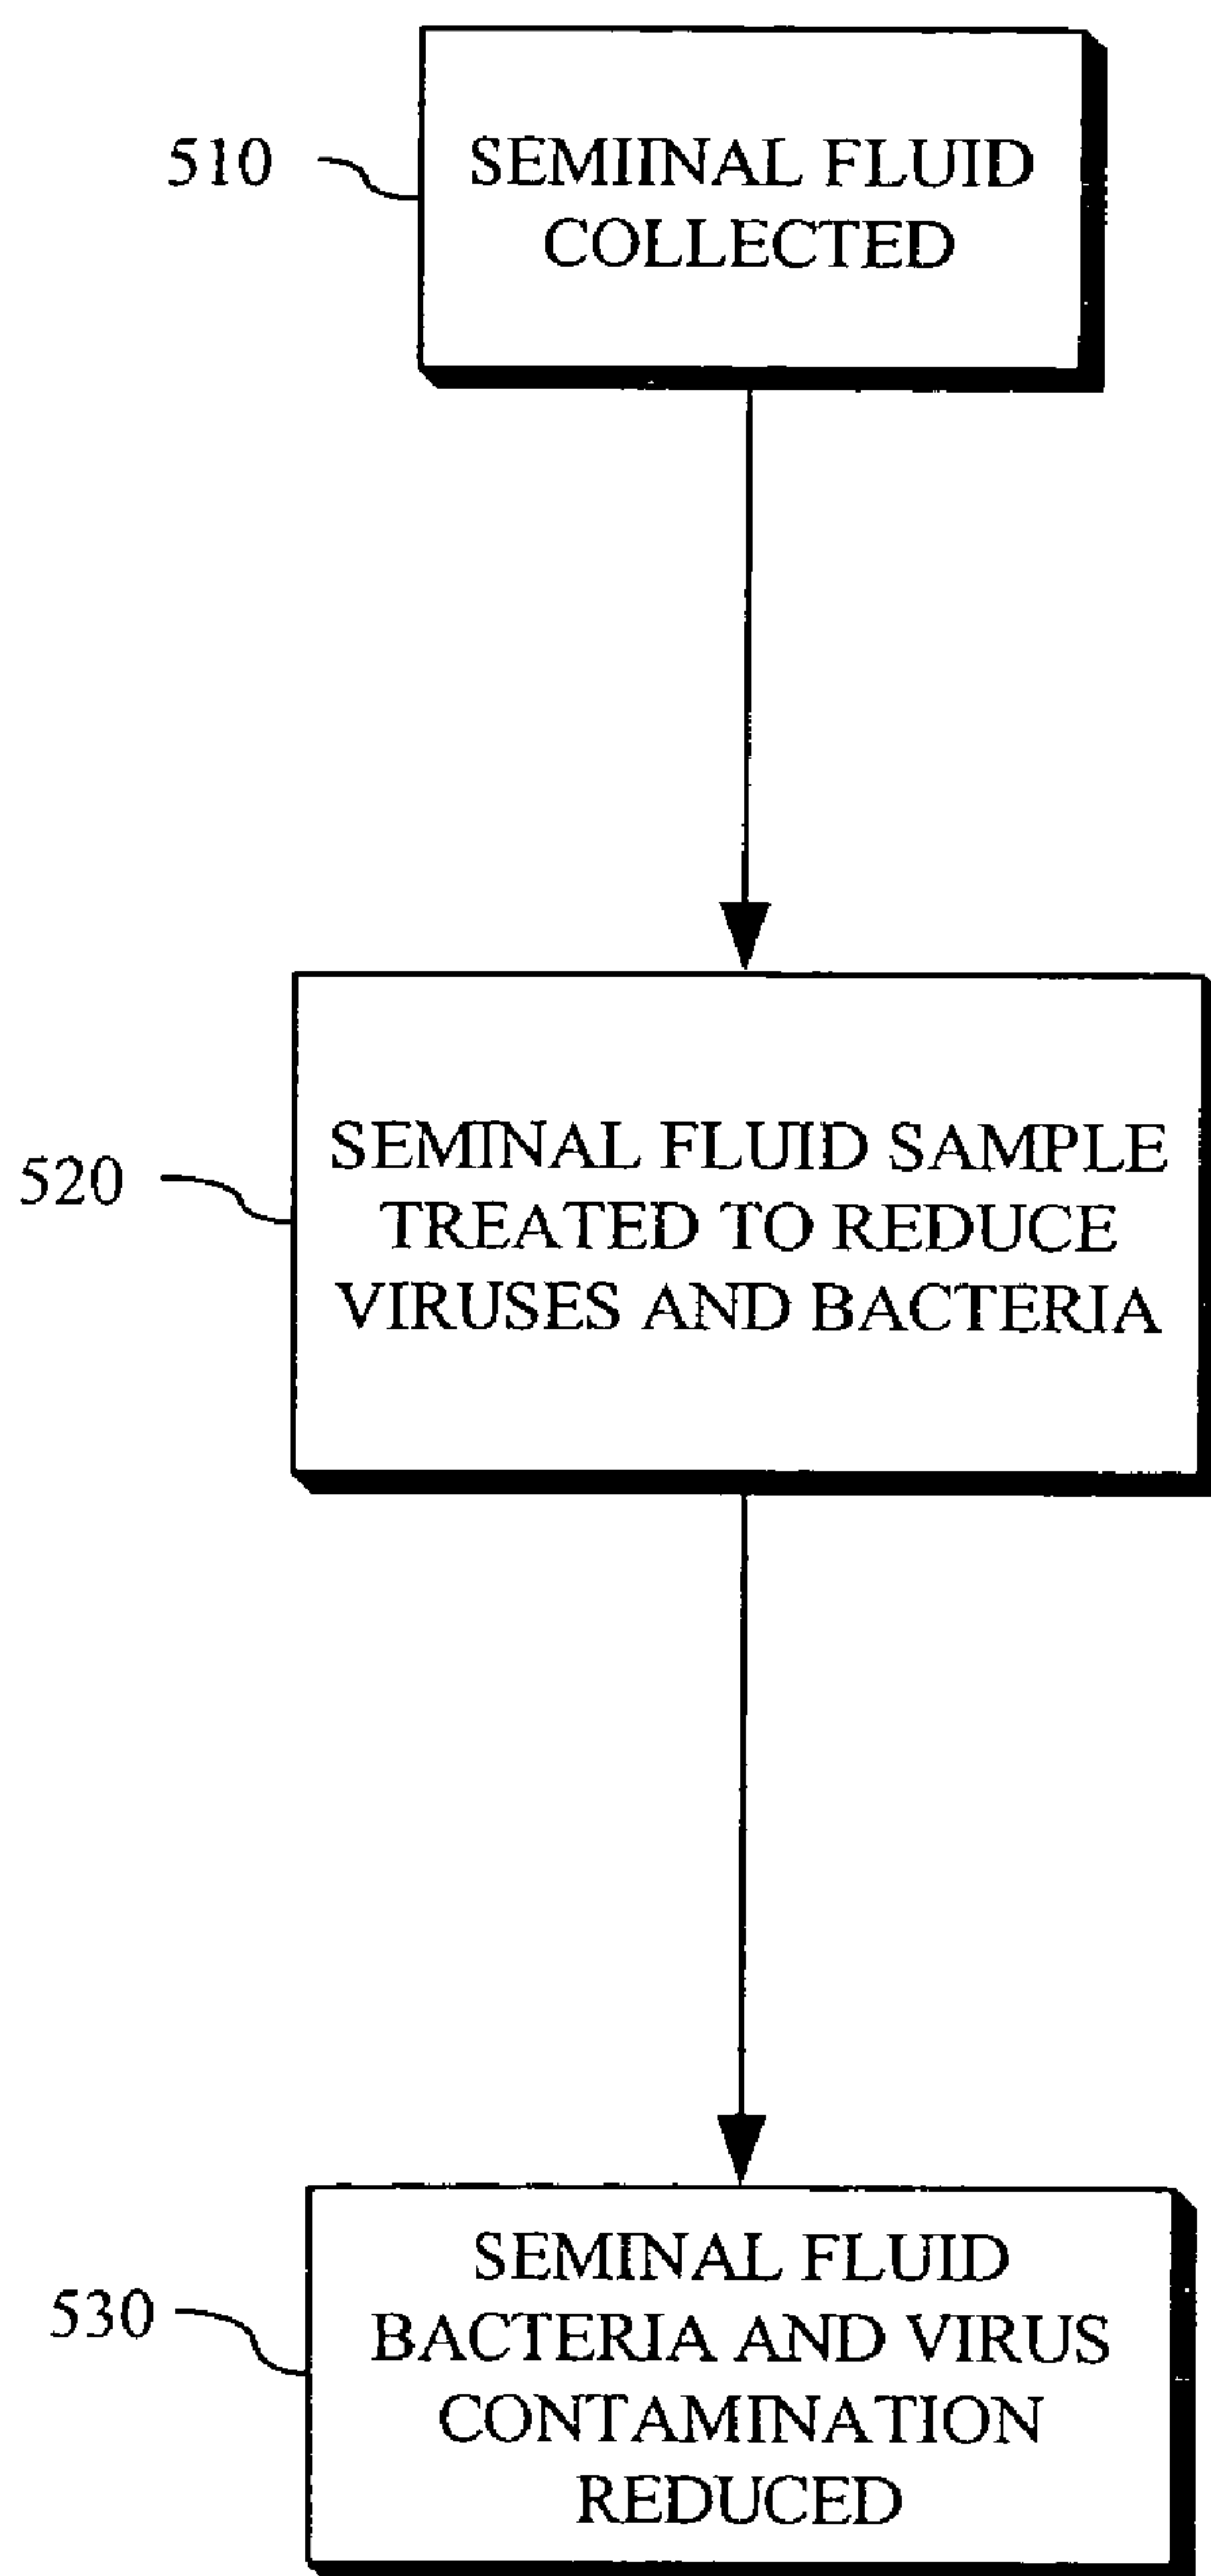 510
SEMIINAL FLUID
COLLECTED
520
SEMINAL FLUID SAMPLE
TREATED TO REDUCE
VIRUSES AND BACTERIA
530
SEMINAL FLUID
BACTERIA AND VIRUS
CONTAMINATION
REDUCED